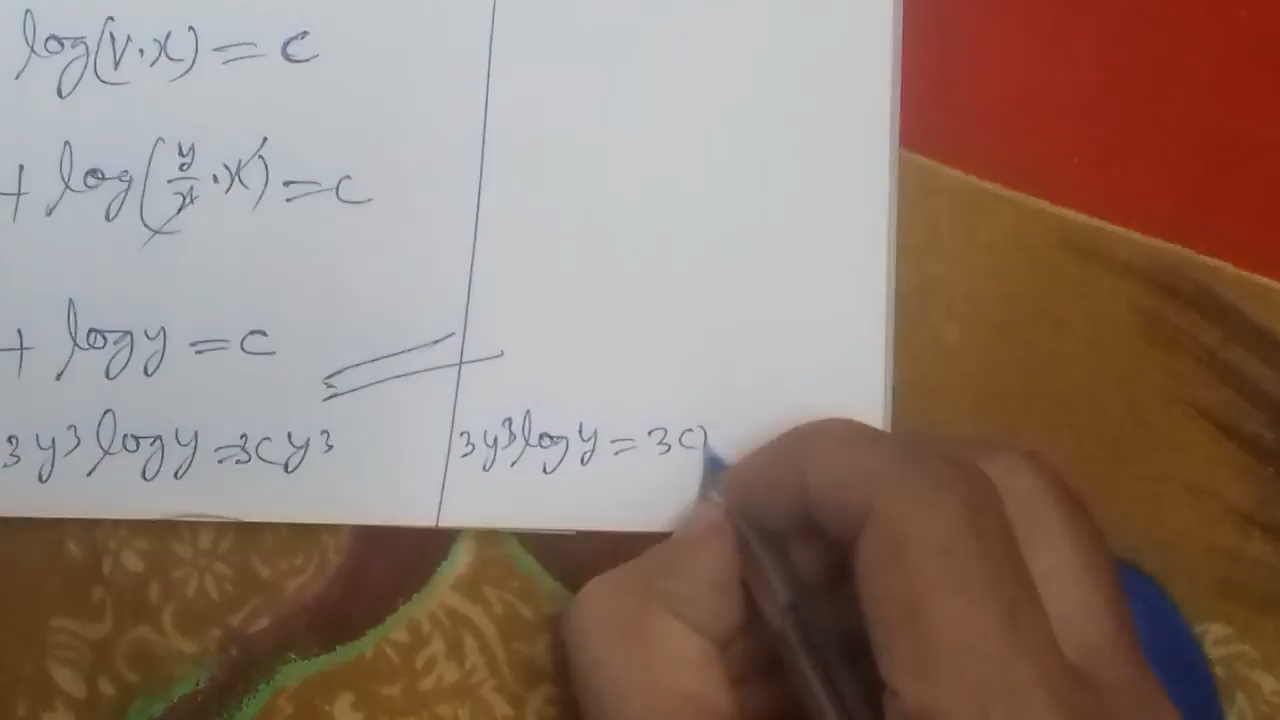 log(v.x) = c
+ log(y/x.x) = c
+ log y = c
3y³ log y = 3cy³
3y³ log y = 3c